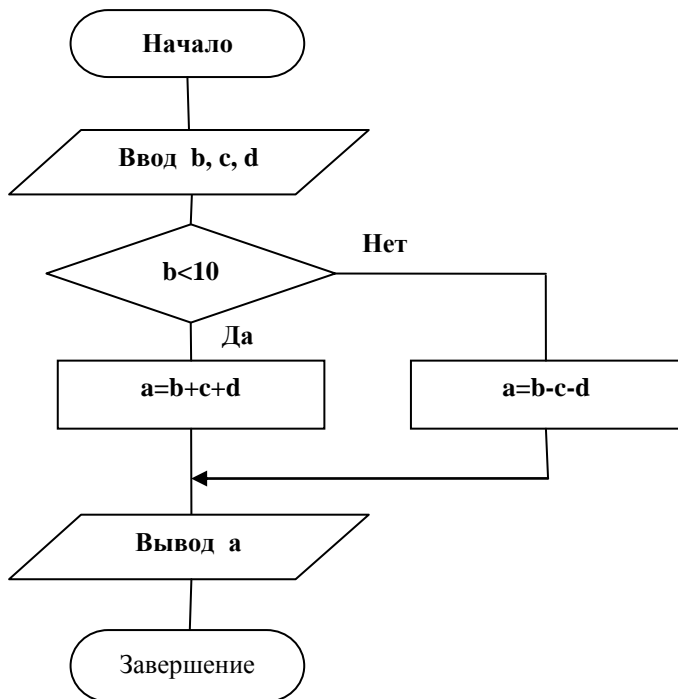 Начало
Ввод b, c, d
Нет
b<10
Да
a=b+c+d
a=b-c-d
Вывод a
Завершение